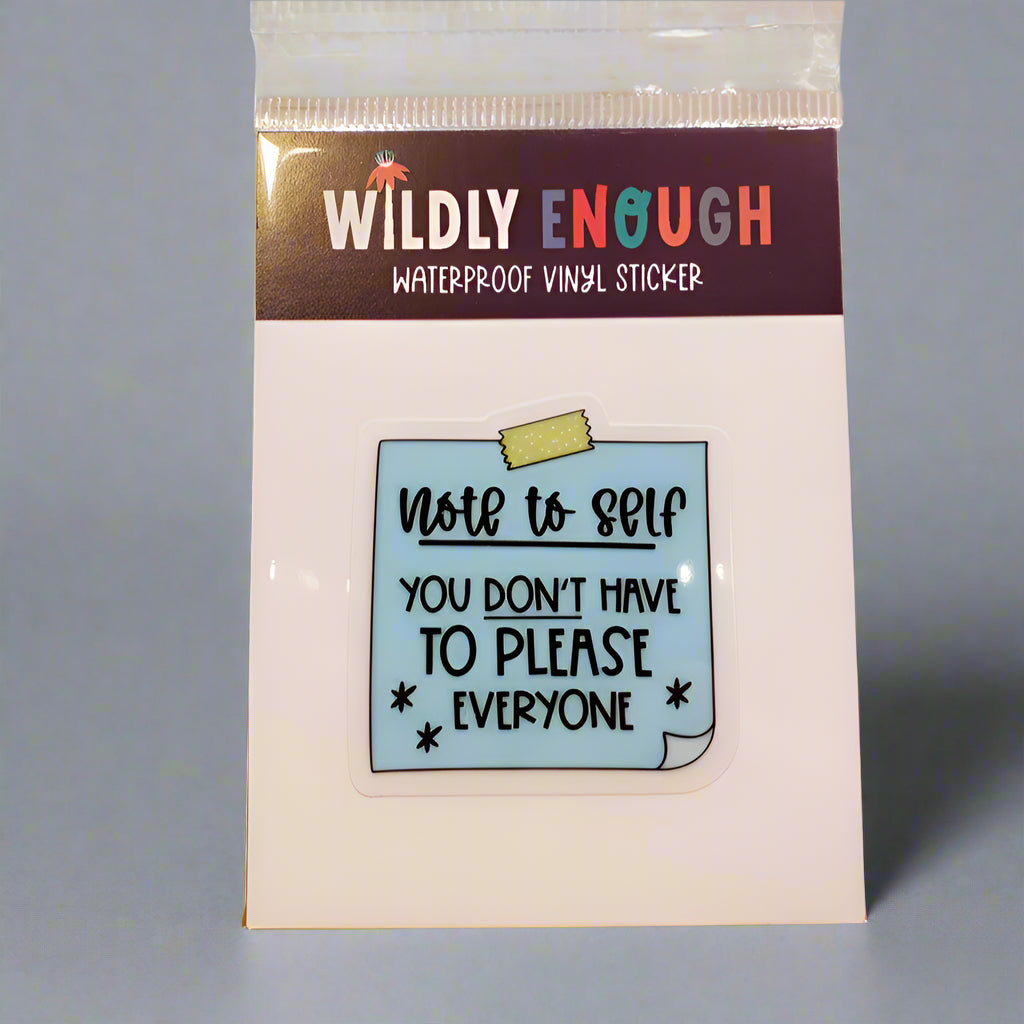 WILDLY ENOUGH
WATERPROOF VINYL STICKER
Note to self
YOU DON'T HAVE
TO PLEASE
EVERYONE